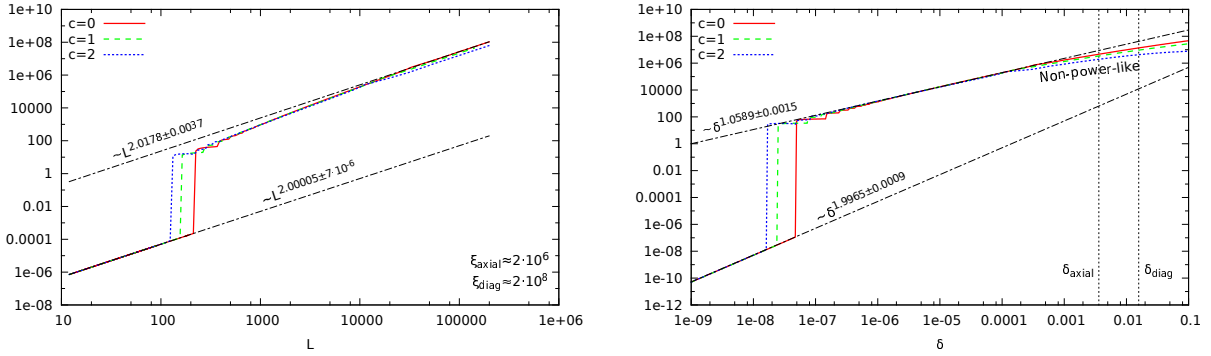 1e+10
1e+08
1e+06
10000
100
1
0.01
0.0001
1e-06
1e-08
c=0
c=1
c=2
~L^2.0178±0.0037
~L^2.00005±7·10^-6
ξaxial≈2·10^6
ξdiag≈2·10^8
10 100 1000 10000 100000 1e+06
L
1e+10
1e+08
1e+06
10000
100
1
0.01
0.0001
1e-06
1e-08
1e-10
1e-12
c=0
c=1
c=2
Non-power-like
~δ^1.0589±0.0015
~δ^1.9965±0.0009
δaxial
δdiag
1e-09 1e-08 1e-07 1e-06 1e-05 0.0001 0.001 0.01 0.1
δ